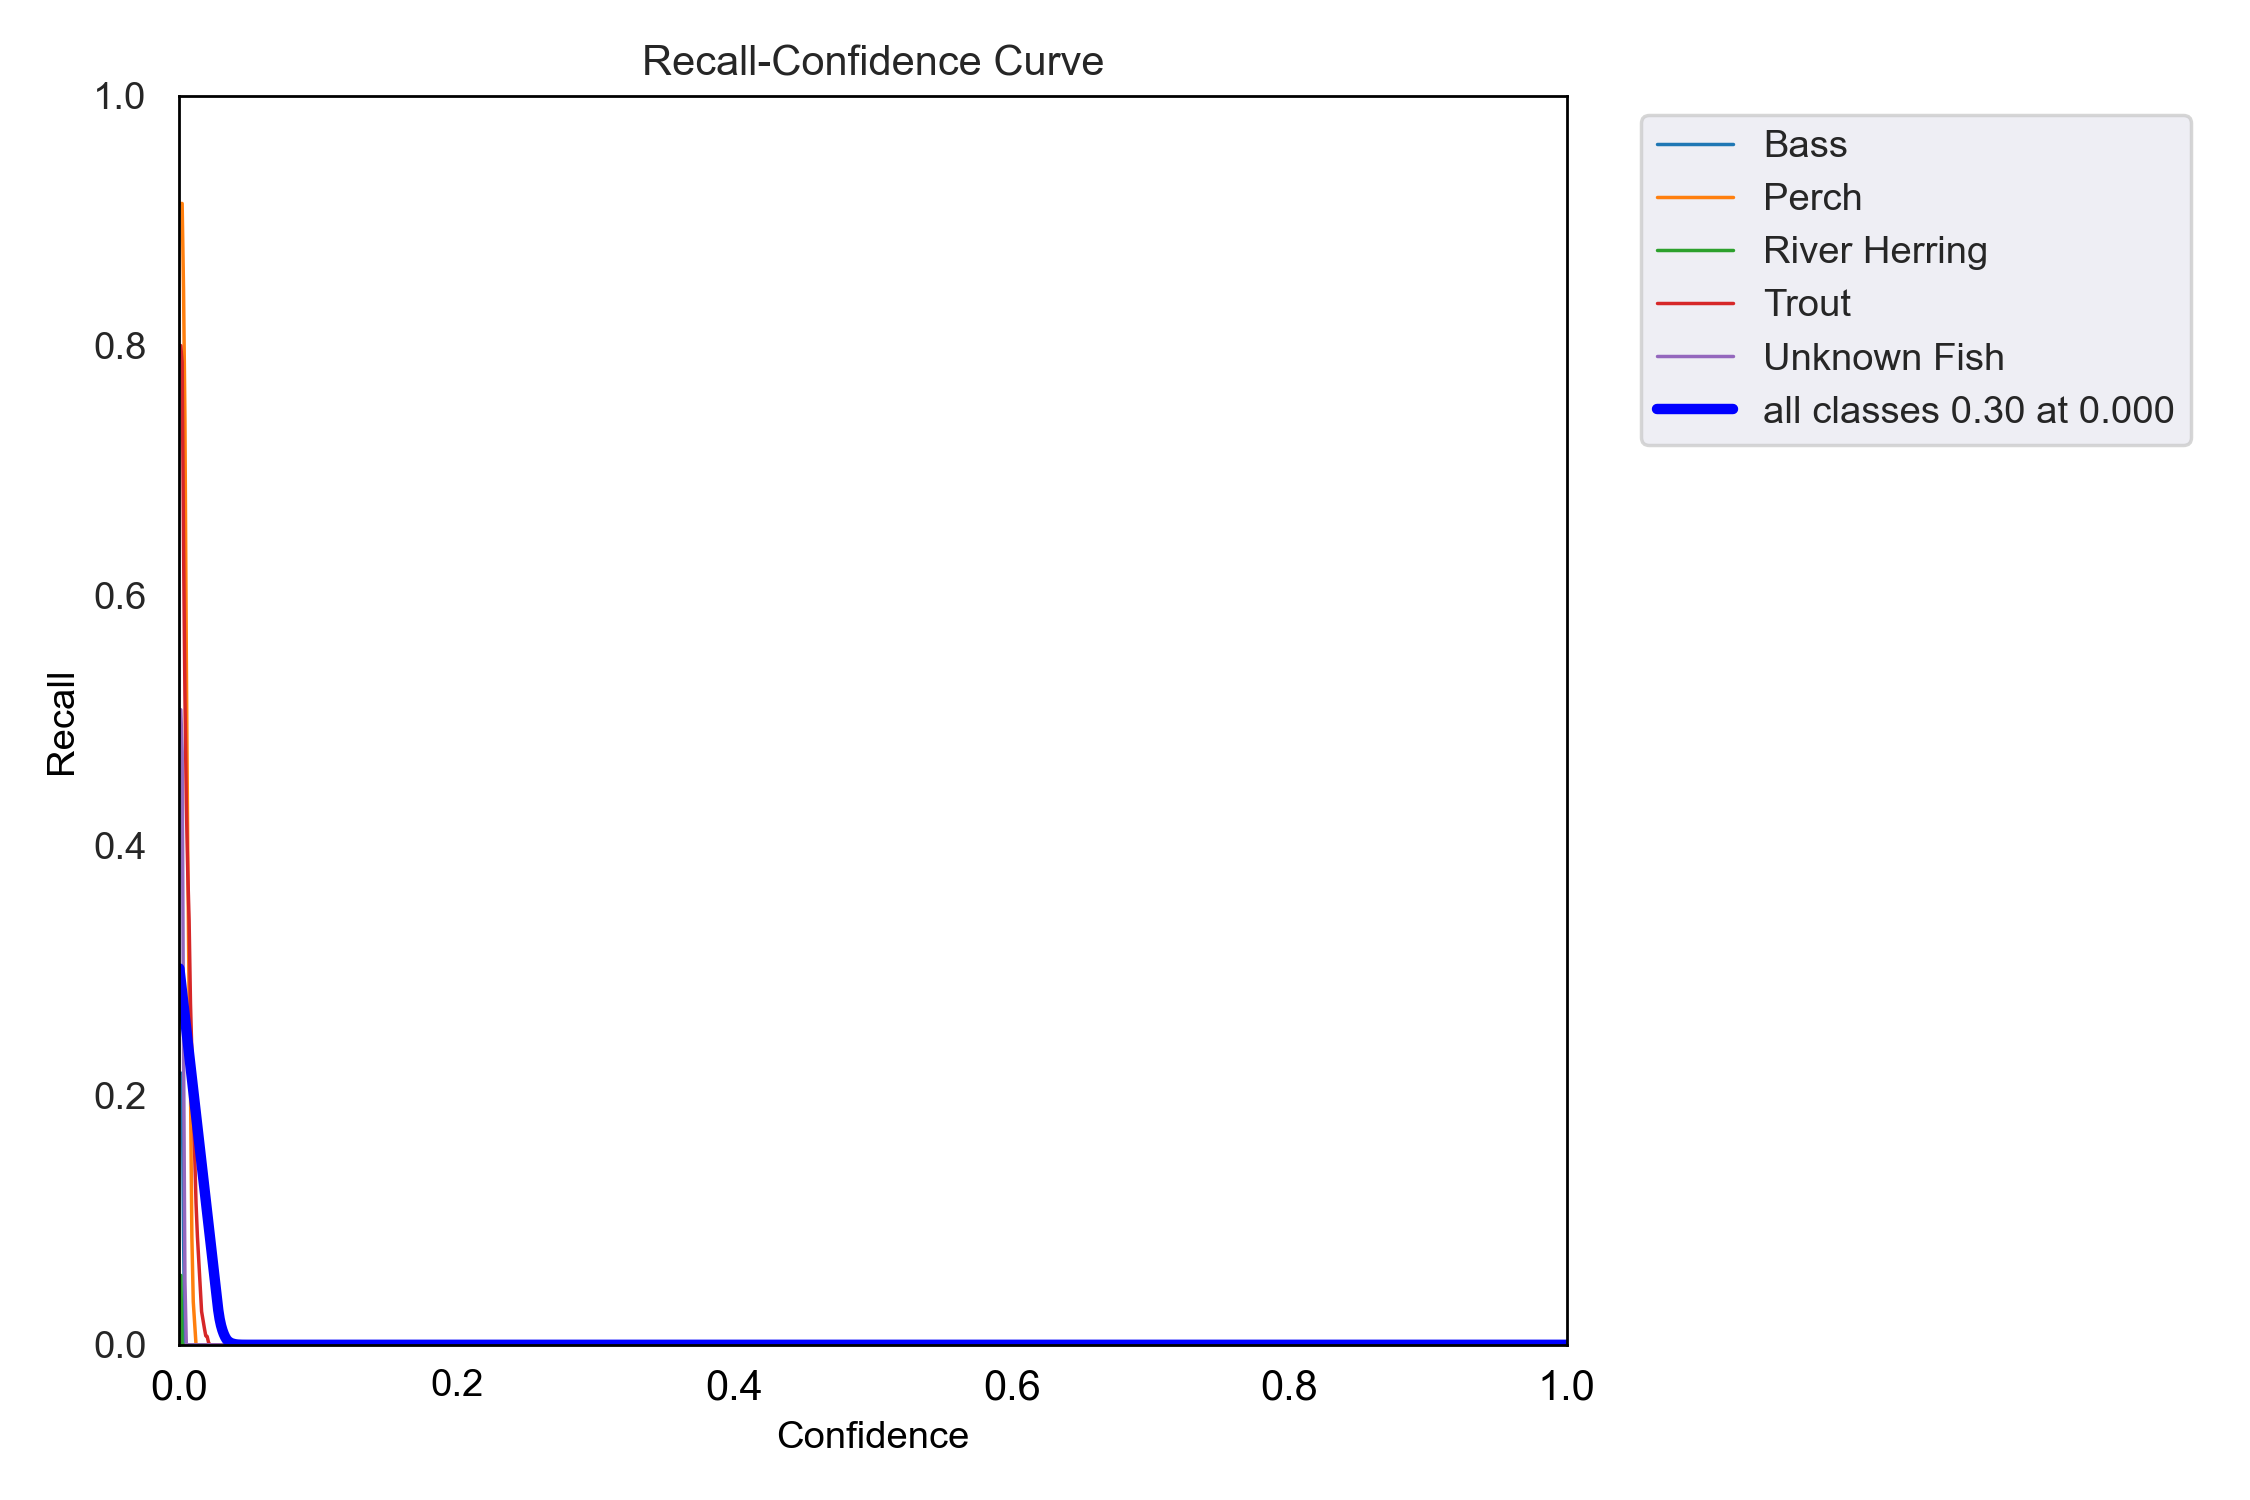 Recall-Confidence Curve
1.0
0.8
0.6
0.4
0.2
0.0
Recall
0.0 0.2 0.4 0.6 0.8 1.0
Confidence
Bass
Perch
River Herring
Trout
Unknown Fish
all classes 0.30 at 0.000